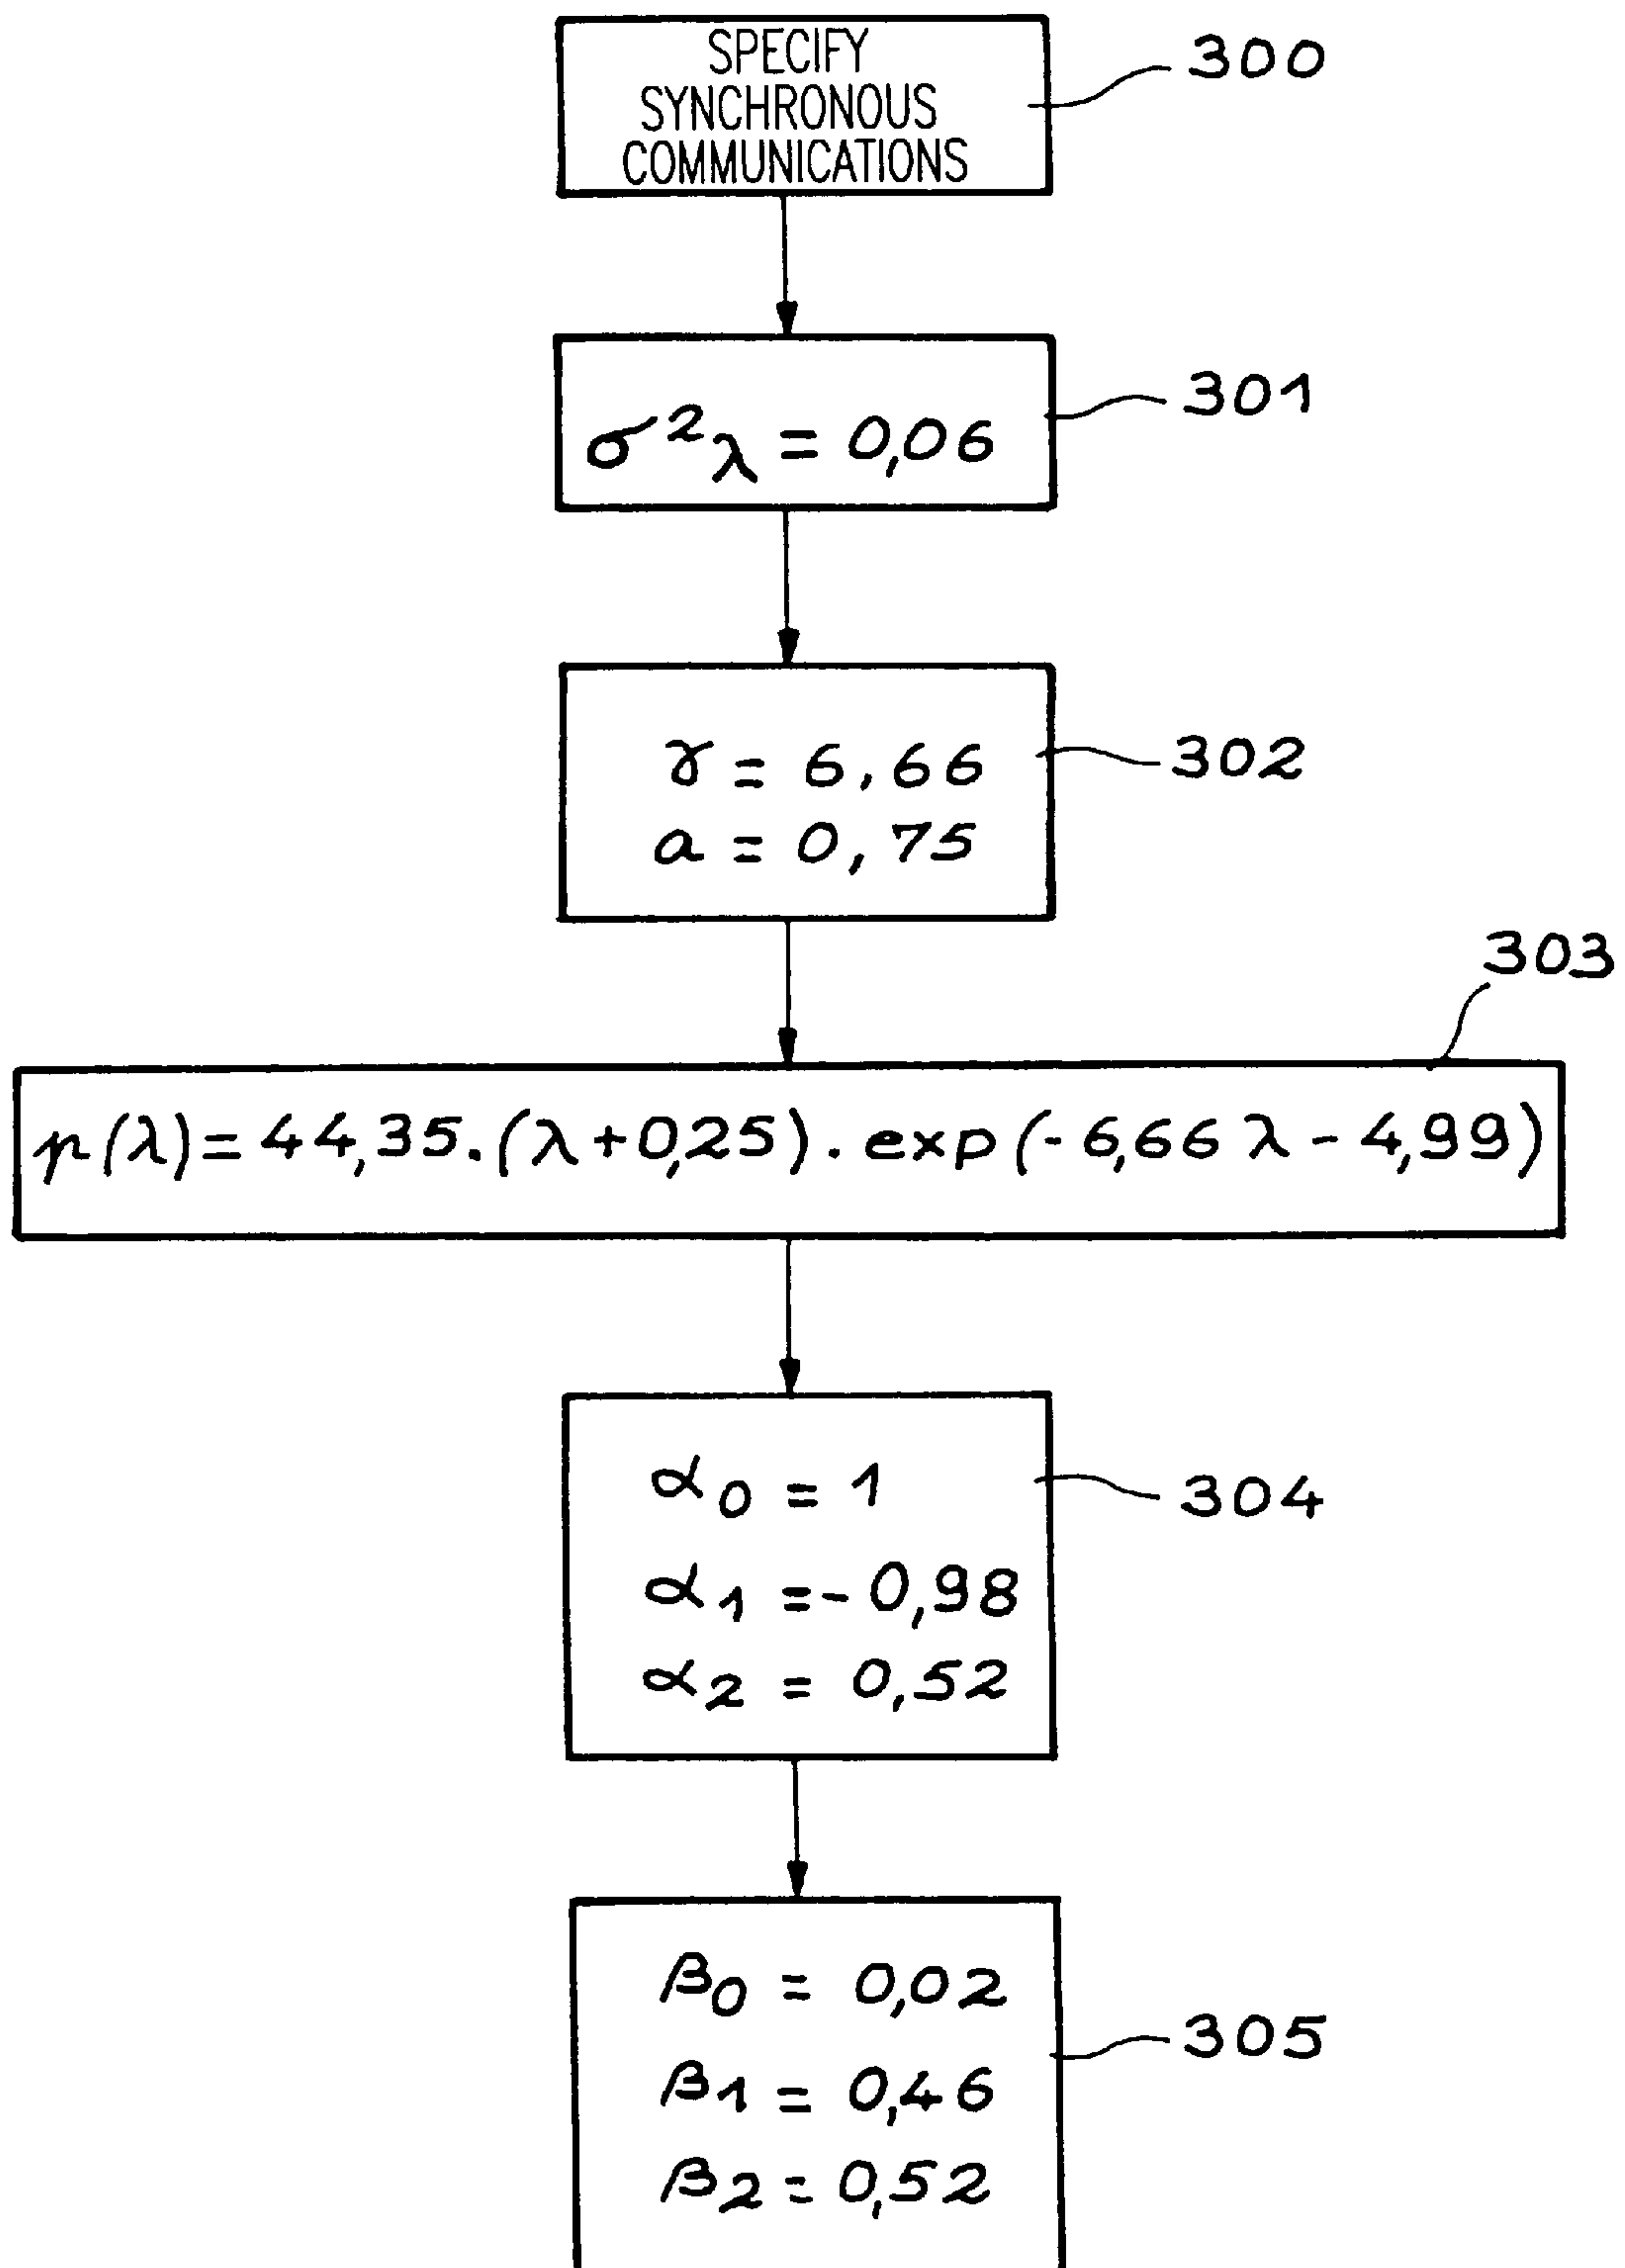 SPECIFY
SYNCHRONOUS
COMMUNICATIONS
300
σ²λ = 0,06
301
γ = 6,66
a = 0,75
302
303
p(λ)=44,35.(λ+0,25).exp(-6,66λ-4,99)
α0 = 1
α1 =-0,98
α2 = 0,52
304
β0 = 0,02
β1 = 0,46
β2 = 0,52
305